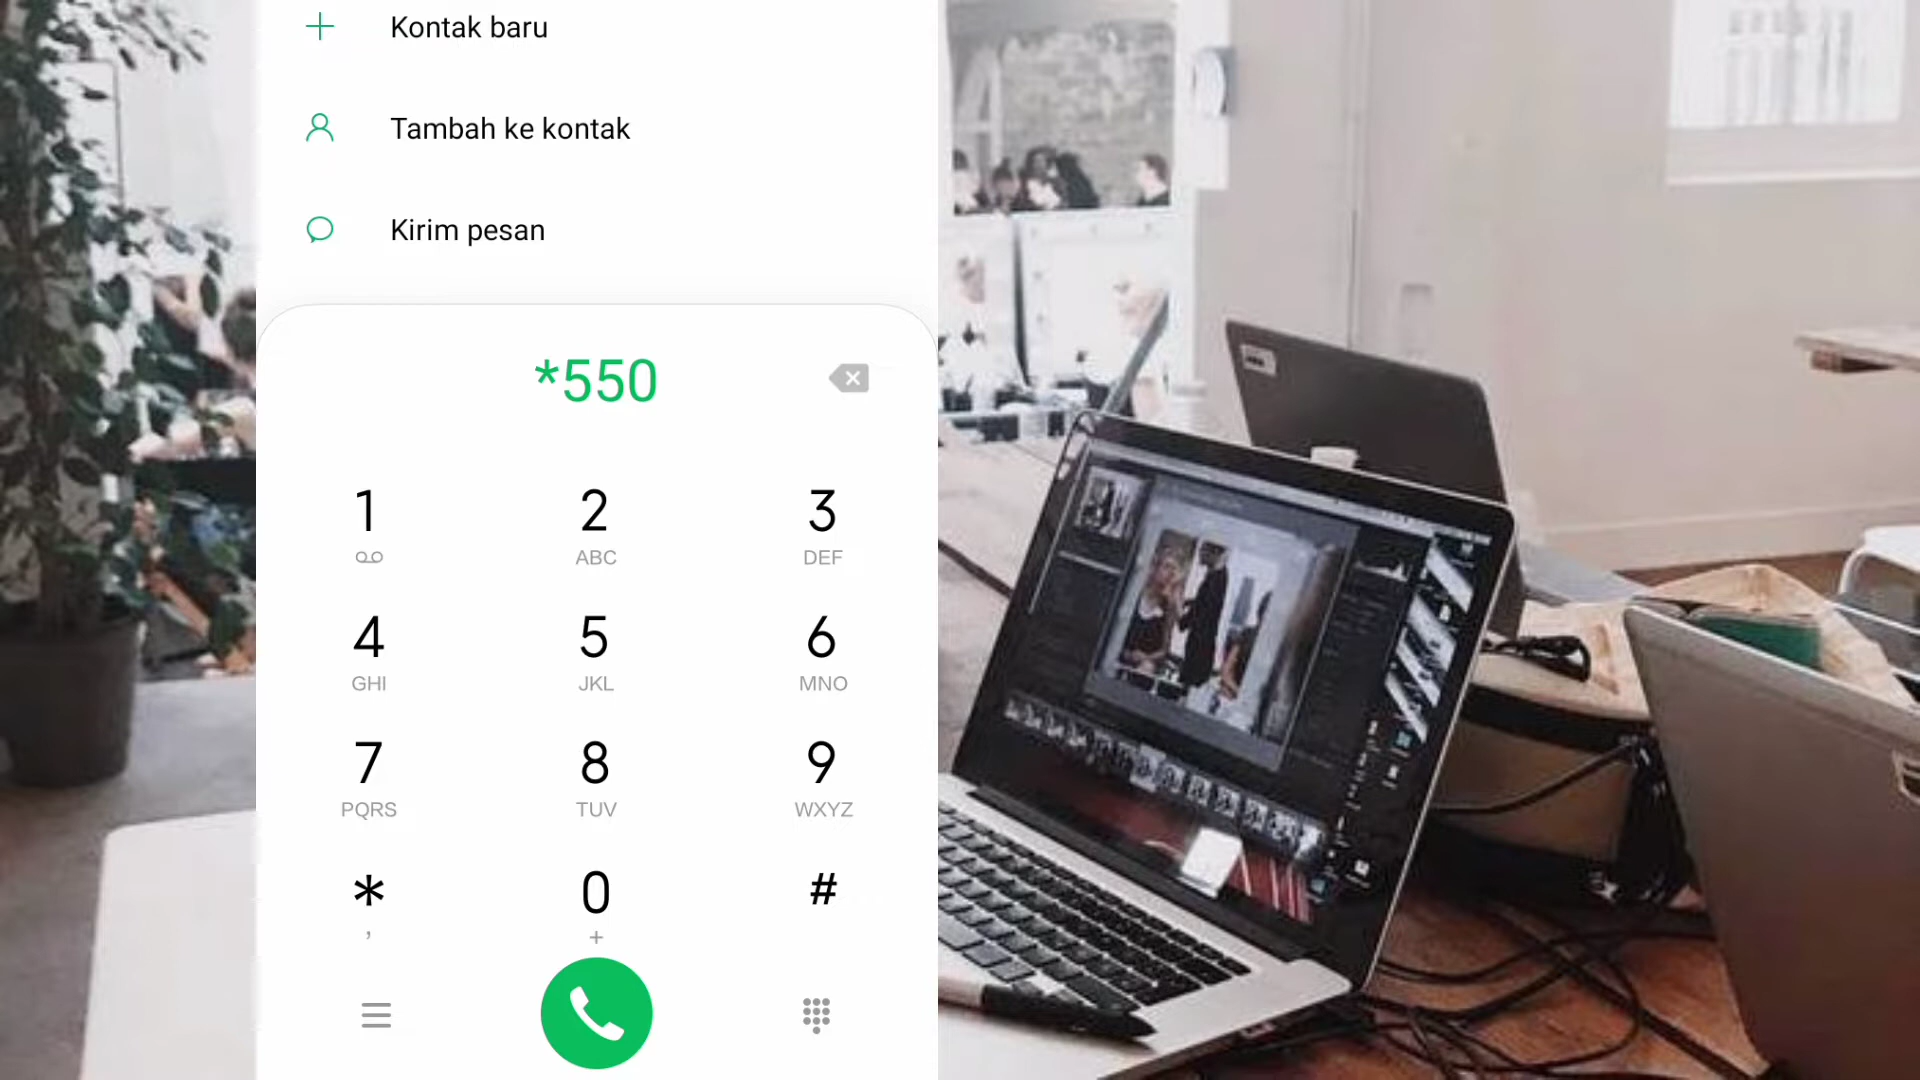 Kontak baru
Tambah ke kontak
Kirim pesan
*550
1 2 3
ABC DEF
4 5 6
GHI JKL MNO
7 8 9
PQRS TUV WXYZ
* 0 #
, +